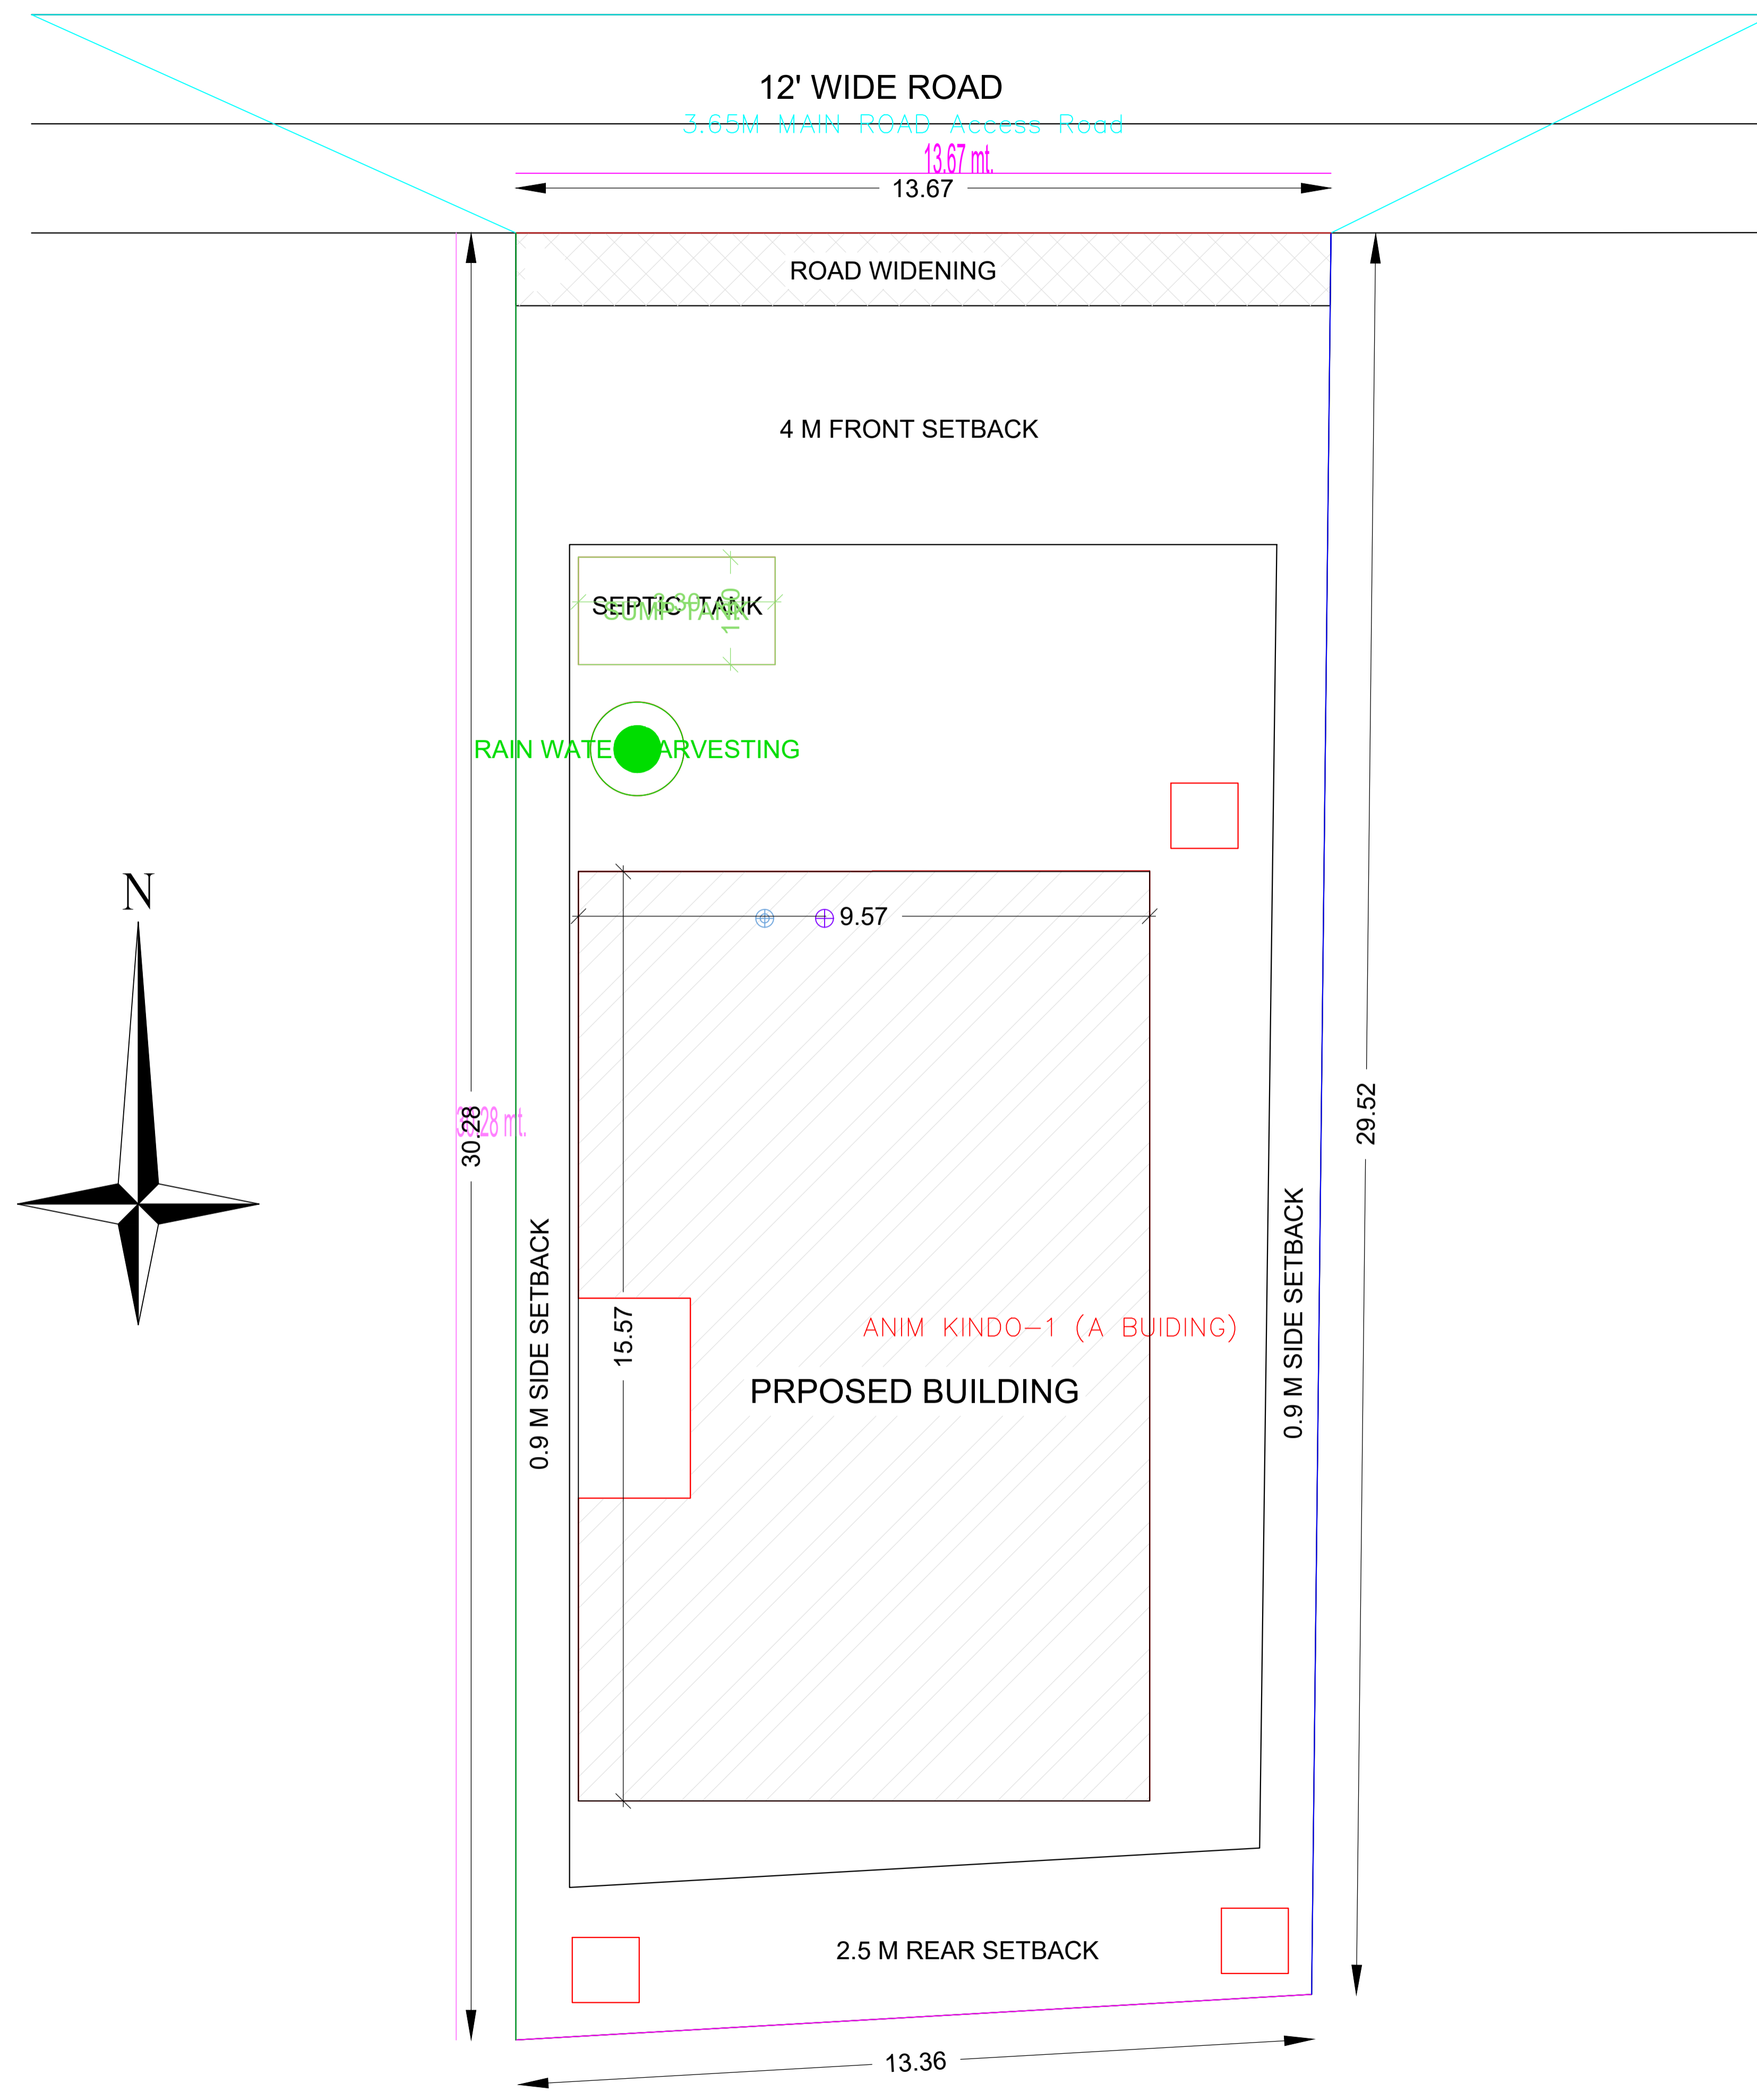 12' WIDE ROAD
3.65M MAIN ROAD Access Road
13.67 mt.
13.67
ROAD WIDENING
4 M FRONT SETBACK
SEPTIC TANK
SUMP TANK
3.30
RAIN WATER HARVESTING
N
9.57
30.28
30.28 mt.
29.52
0.9 M SIDE SETBACK
0.9 M SIDE SETBACK
15.57
ANIM KINDO-1 (A BUIDING)
PRPOSED BUILDING
2.5 M REAR SETBACK
13.36